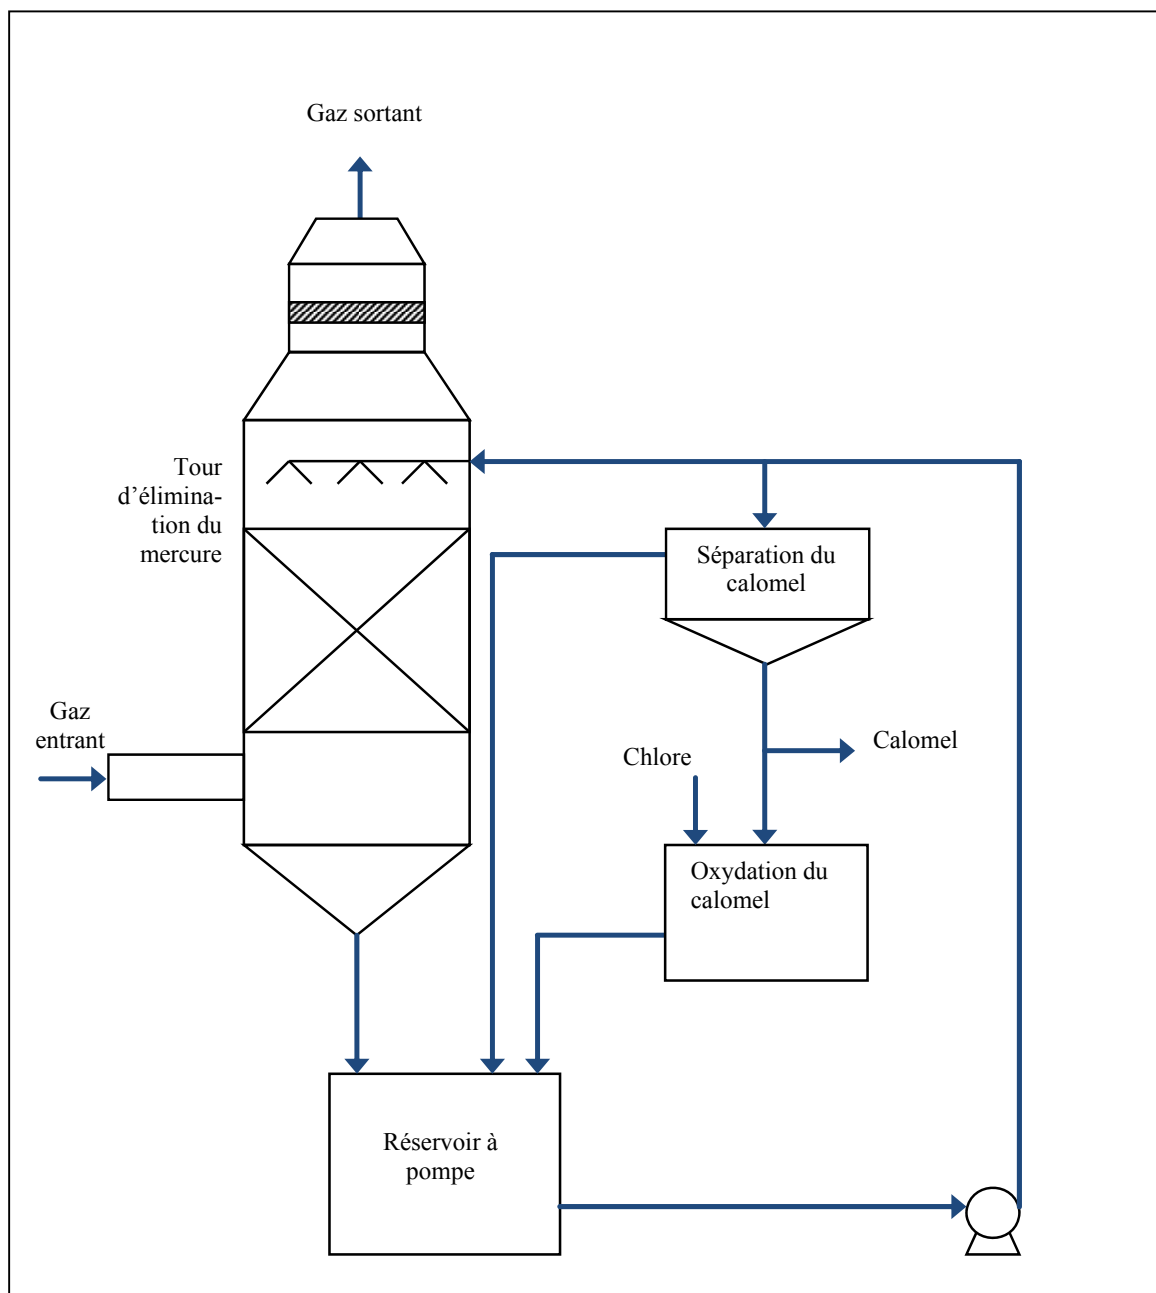 Gaz sortant
Tour
d’élimina-
tion du
mercure
Séparation du
calomel
Gaz
entrant
Calomel
Chlore
Oxydation du
calomel
Réservoir à
pompe